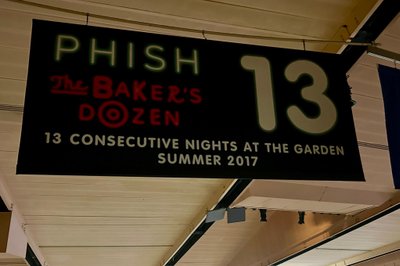 PHISH
The BAKER'S
DOZEN
13
13 CONSECUTIVE NIGHTS AT THE GARDEN
SUMMER 2017